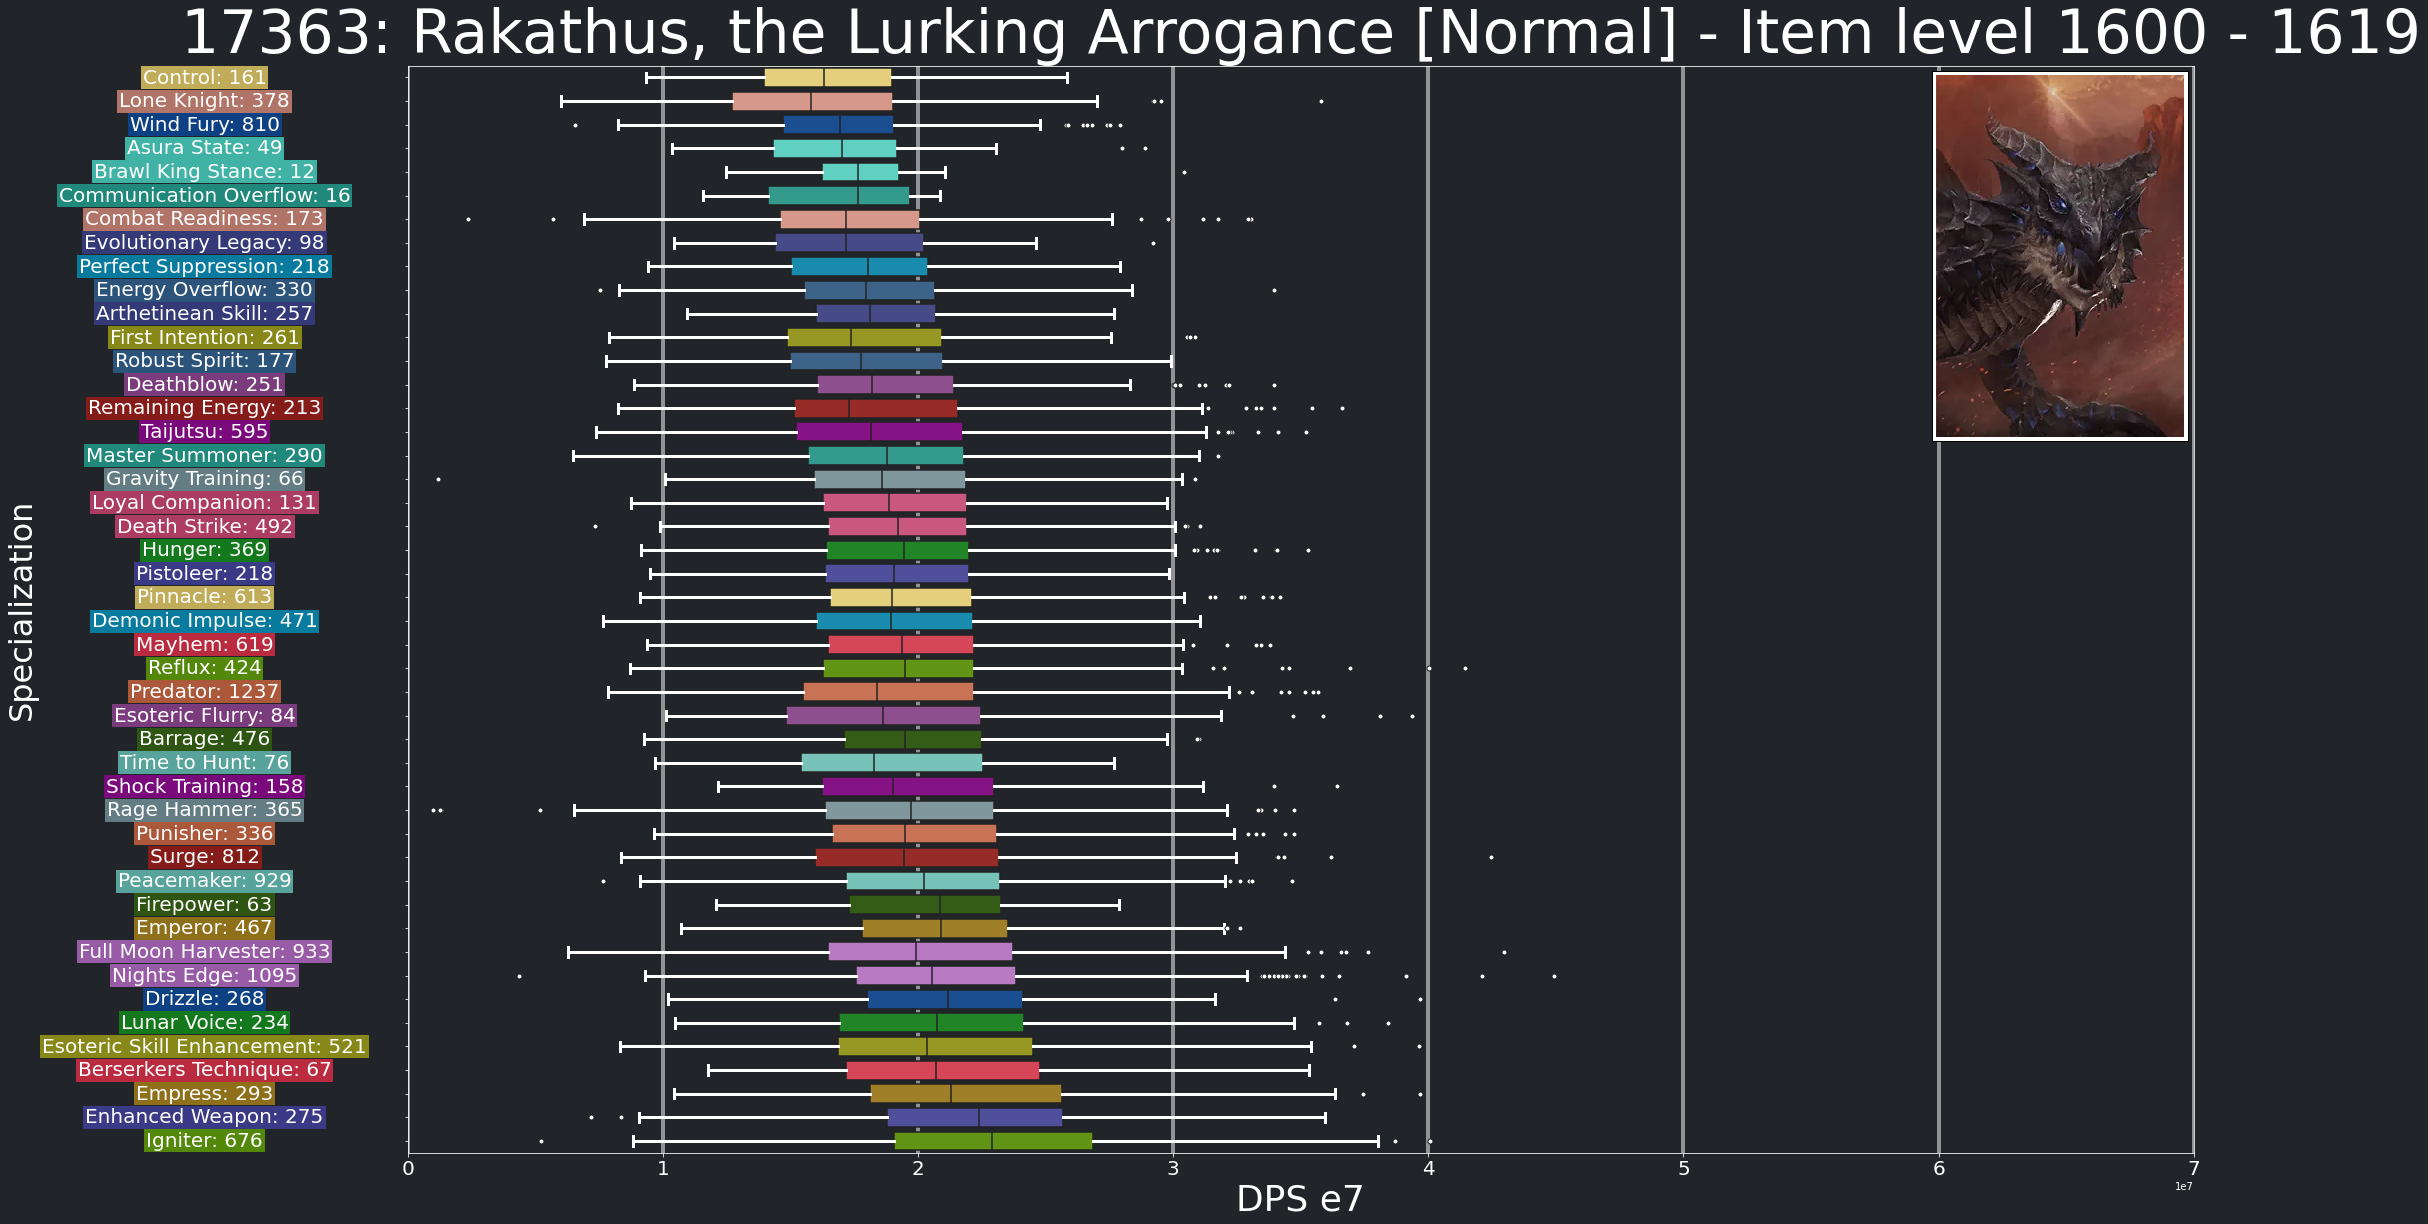 17363: Rakathus, the Lurking Arrogance [Normal] - Item level 1600 - 1619
Specialization
Control: 161
Lone Knight: 378
Wind Fury: 810
Asura State: 49
Brawl King Stance: 12
Communication Overflow: 16
Combat Readiness: 173
Evolutionary Legacy: 98
Perfect Suppression: 218
Energy Overflow: 330
Arthetinean Skill: 257
First Intention: 261
Robust Spirit: 177
Deathblow: 251
Remaining Energy: 213
Taijutsu: 595
Master Summoner: 290
Gravity Training: 66
Loyal Companion: 131
Death Strike: 492
Hunger: 369
Pistoleer: 218
Pinnacle: 613
Demonic Impulse: 471
Mayhem: 619
Reflux: 424
Predator: 1237
Esoteric Flurry: 84
Barrage: 476
Time to Hunt: 76
Shock Training: 158
Rage Hammer: 365
Punisher: 336
Surge: 812
Peacemaker: 929
Firepower: 63
Emperor: 467
Full Moon Harvester: 933
Nights Edge: 1095
Drizzle: 268
Lunar Voice: 234
Esoteric Skill Enhancement: 521
Berserkers Technique: 67
Empress: 293
Enhanced Weapon: 275
Igniter: 676
0 1 2 3 4 5 6 7
1e7
DPS e7